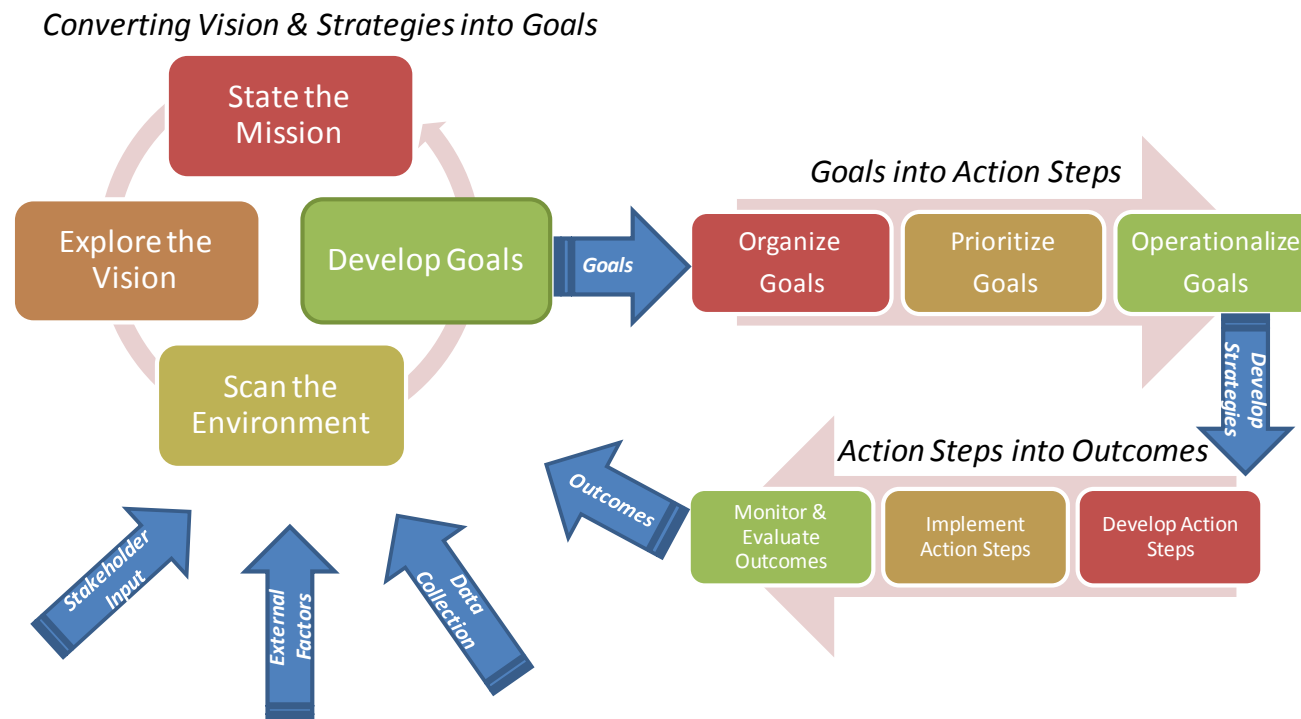 Converting Vision & Strategies into Goals
State the
Mission
Explore the
Vision
Develop Goals
Scan the
Environment
Goals
Goals into Action Steps
Organize
Goals
Prioritize
Goals
Operationalize
Goals
Develop
Strategies
Action Steps into Outcomes
Develop Action
Steps
Implement
Action Steps
Monitor &
Evaluate
Outcomes
Outcomes
Stakeholder
Input
External
Factors
Data
Collection